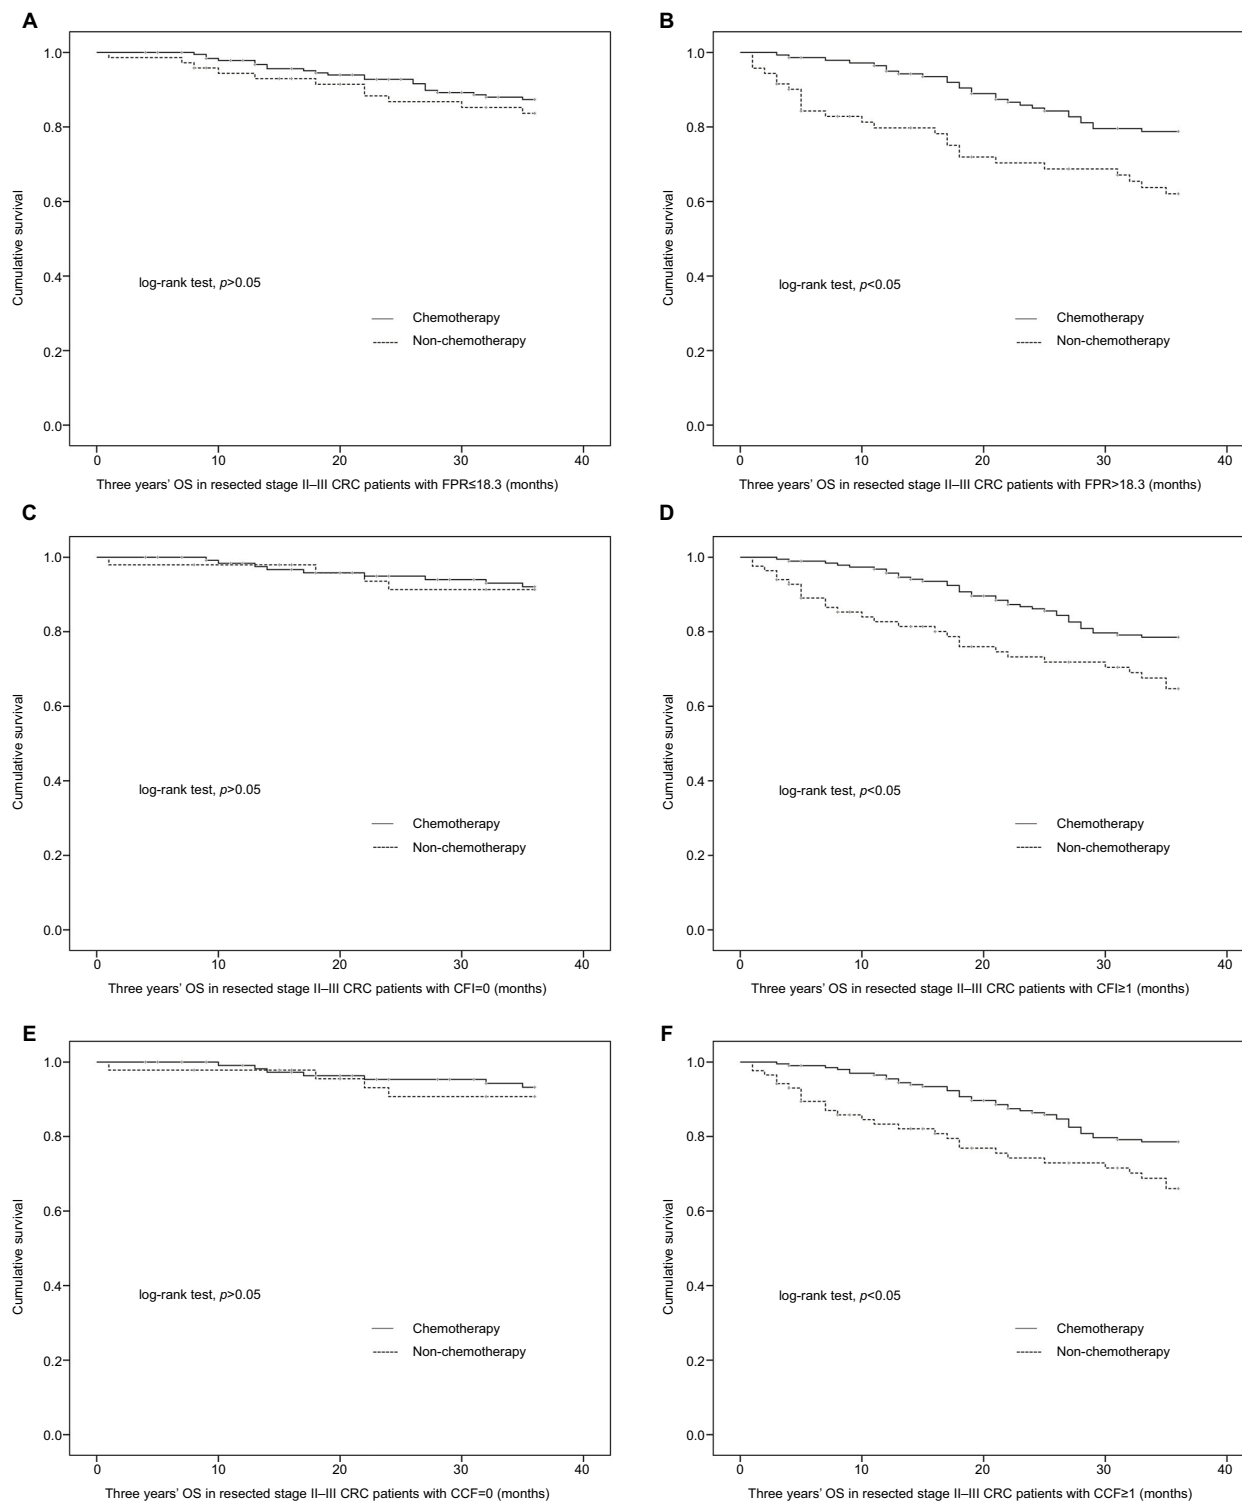 A
1.0
0.8
0.6
0.4
0.2
0.0
Cumulative survival
log-rank test, p>0.05
Chemotherapy
Non-chemotherapy
0
10
20
30
40
Three years’ OS in resected stage II–III CRC patients with FPR≤18.3 (months)
B
1.0
0.8
0.6
0.4
0.2
0.0
Cumulative survival
log-rank test, p<0.05
Chemotherapy
Non-chemotherapy
0
10
20
30
40
Three years’ OS in resected stage II–III CRC patients with FPR>18.3 (months)
C
1.0
0.8
0.6
0.4
0.2
0.0
Cumulative survival
log-rank test, p>0.05
Chemotherapy
Non-chemotherapy
0
10
20
30
40
Three years’ OS in resected stage II–III CRC patients with CFI=0 (months)
D
1.0
0.8
0.6
0.4
0.2
0.0
Cumulative survival
log-rank test, p<0.05
Chemotherapy
Non-chemotherapy
0
10
20
30
40
Three years’ OS in resected stage II–III CRC patients with CFI≥1 (months)
E
1.0
0.8
0.6
0.4
0.2
0.0
Cumulative survival
log-rank test, p>0.05
Chemotherapy
Non-chemotherapy
0
10
20
30
40
Three years’ OS in resected stage II–III CRC patients with CCF=0 (months)
F
1.0
0.8
0.6
0.4
0.2
0.0
Cumulative survival
log-rank test, p<0.05
Chemotherapy
Non-chemotherapy
0
10
20
30
40
Three years’ OS in resected stage II–III CRC patients with CCF≥1 (months)